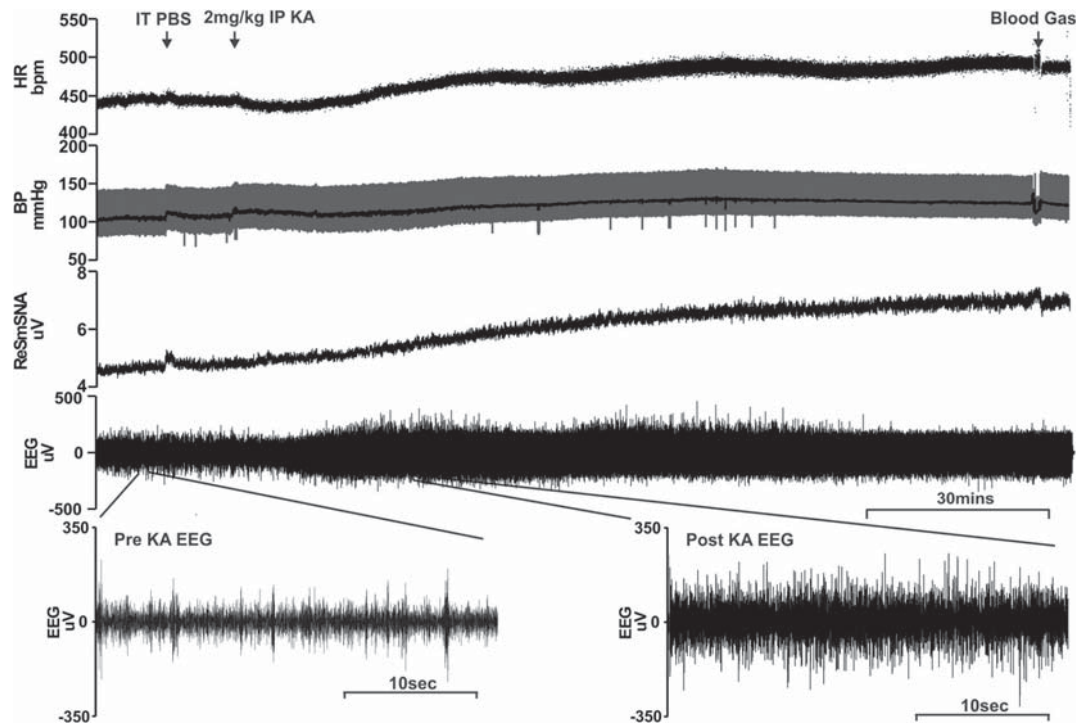 IT PBS 2mg/kg IP KA Blood Gas
550
500
450
400
HR
bpm
200
150
100
50
BP
mmHg
8
6
4
ReSmSNA
uV
500
0
-500
EEG
uV
30mins
350
0
-350
EEG
uV
Pre KA EEG
10sec
350
0
-350
EEG
uV
Post KA EEG
10sec